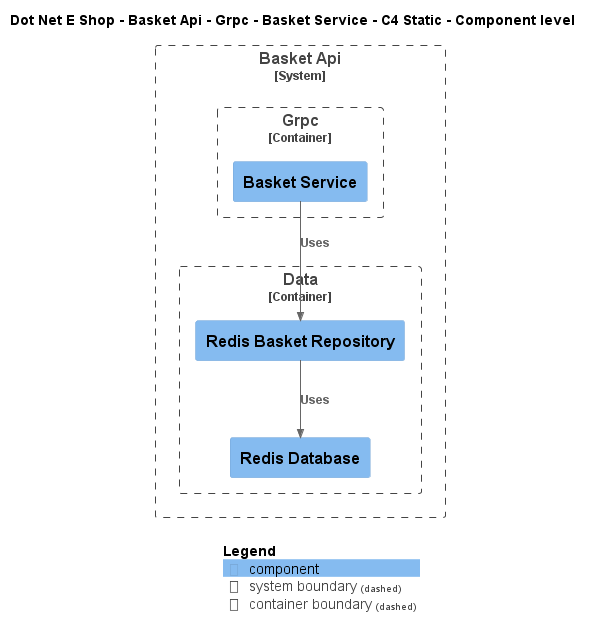 Dot Net E Shop - Basket Api - Grpc - Basket Service - C4 Static - Component level
Basket Api
[System]
Grpc
[Container]
Basket Service
Uses
Data
[Container]
Redis Basket Repository
Uses
Redis Database
Legend
component
system boundary (dashed)
container boundary (dashed)